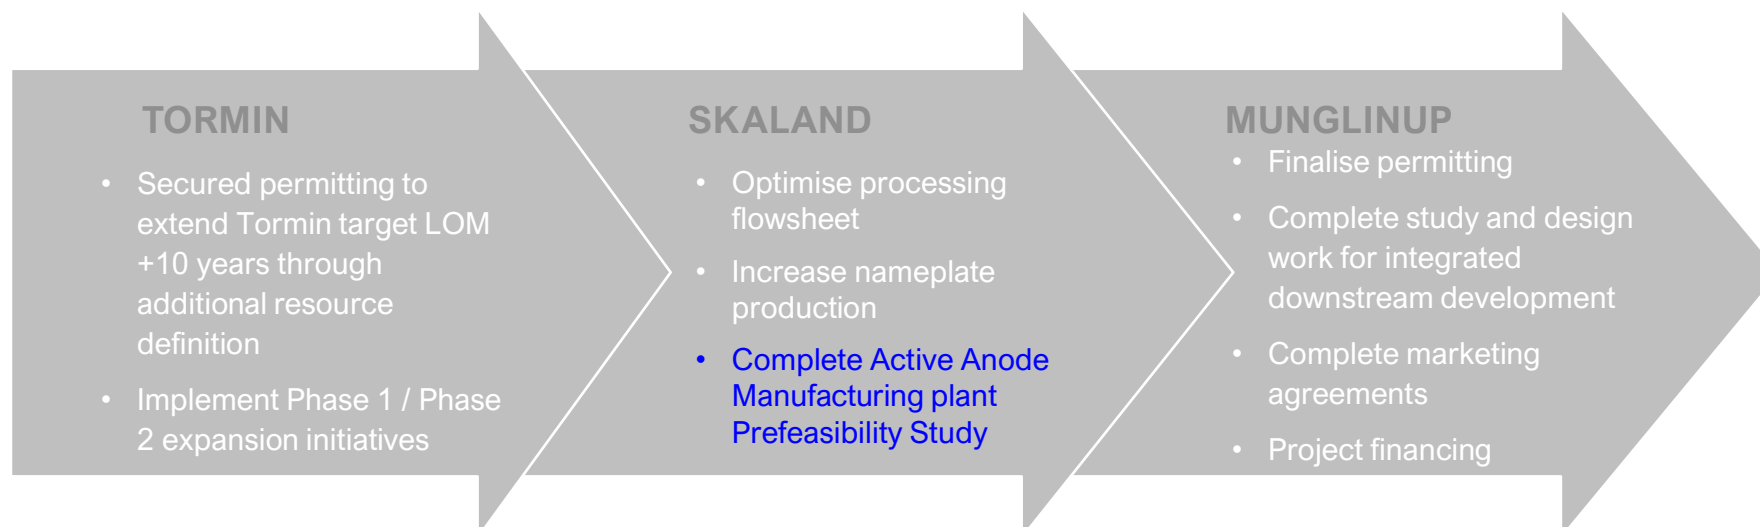 TORMIN
• Secured permitting to
extend Tormin target LOM
+10 years through
additional resource
definition
• Implement Phase 1 / Phase
2 expansion initiatives
SKALAND
• Optimise processing
flowsheet
• Increase nameplate
production
• Complete Active Anode
Manufacturing plant
Prefeasibility Study
MUNGLINUP
• Finalise permitting
• Complete study and design
work for integrated
downstream development
• Complete marketing
agreements
• Project financing